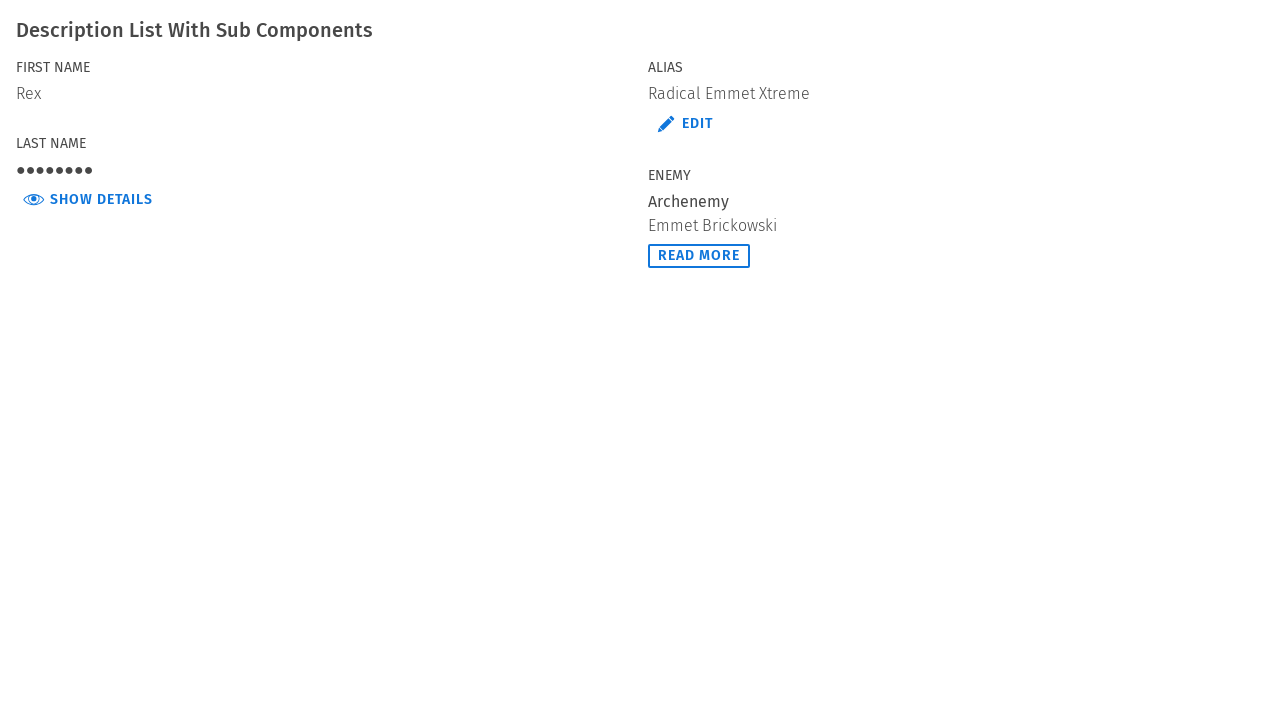 Description List With Sub Components
FIRST NAME
Rex
LAST NAME
●●●●●●●●
SHOW DETAILS
ALIAS
Radical Emmet Xtreme
EDIT
ENEMY
Archenemy
Emmet Brickowski
READ MORE